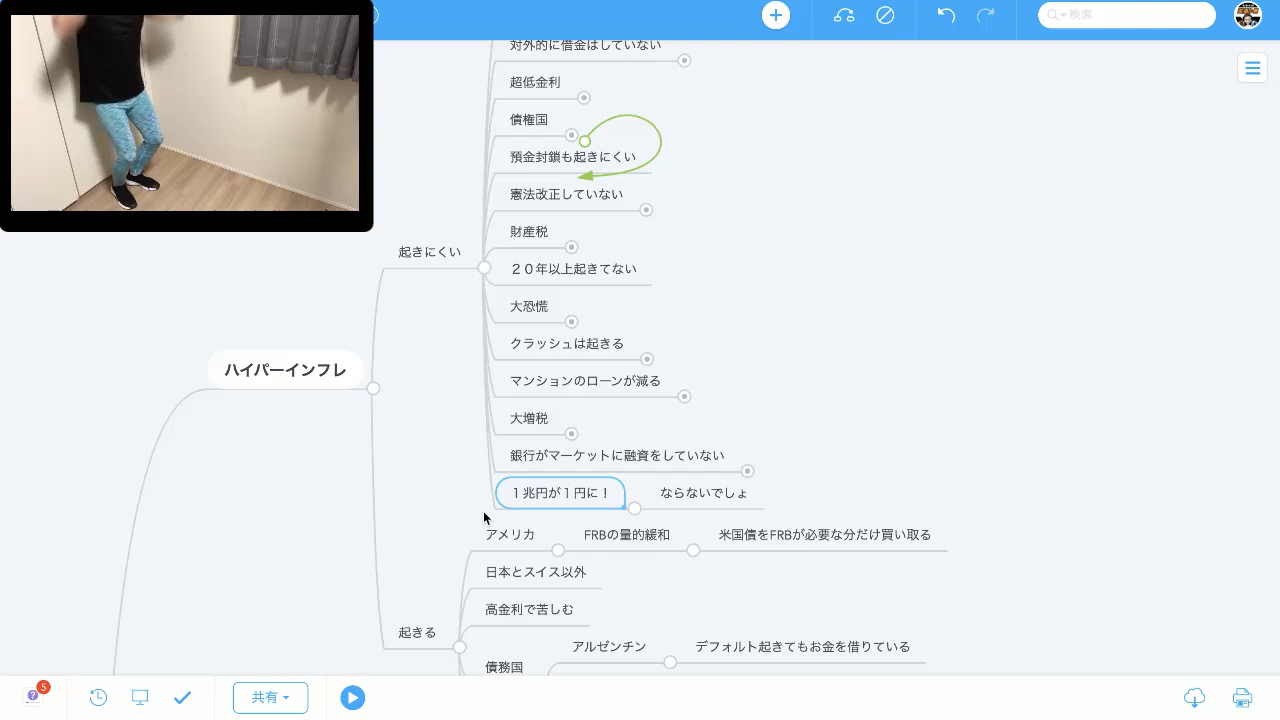 検索
対外的に借金はしていない
超低金利
債権国
預金封鎖も起きにくい
憲法改正していない
財産税
起きにくい
２０年以上起きてない
大恐慌
クラッシュは起きる
ハイパーインフレ
マンションのローンが減る
大増税
銀行がマーケットに融資をしていない
１兆円が１円に！
ならないでしょ
アメリカ
FRBの量的緩和
米国債をFRBが必要な分だけ買い取る
日本とスイス以外
高金利で苦しむ
起きる
アルゼンチン
デフォルト起きてもお金を借りている
債務国
5
共有